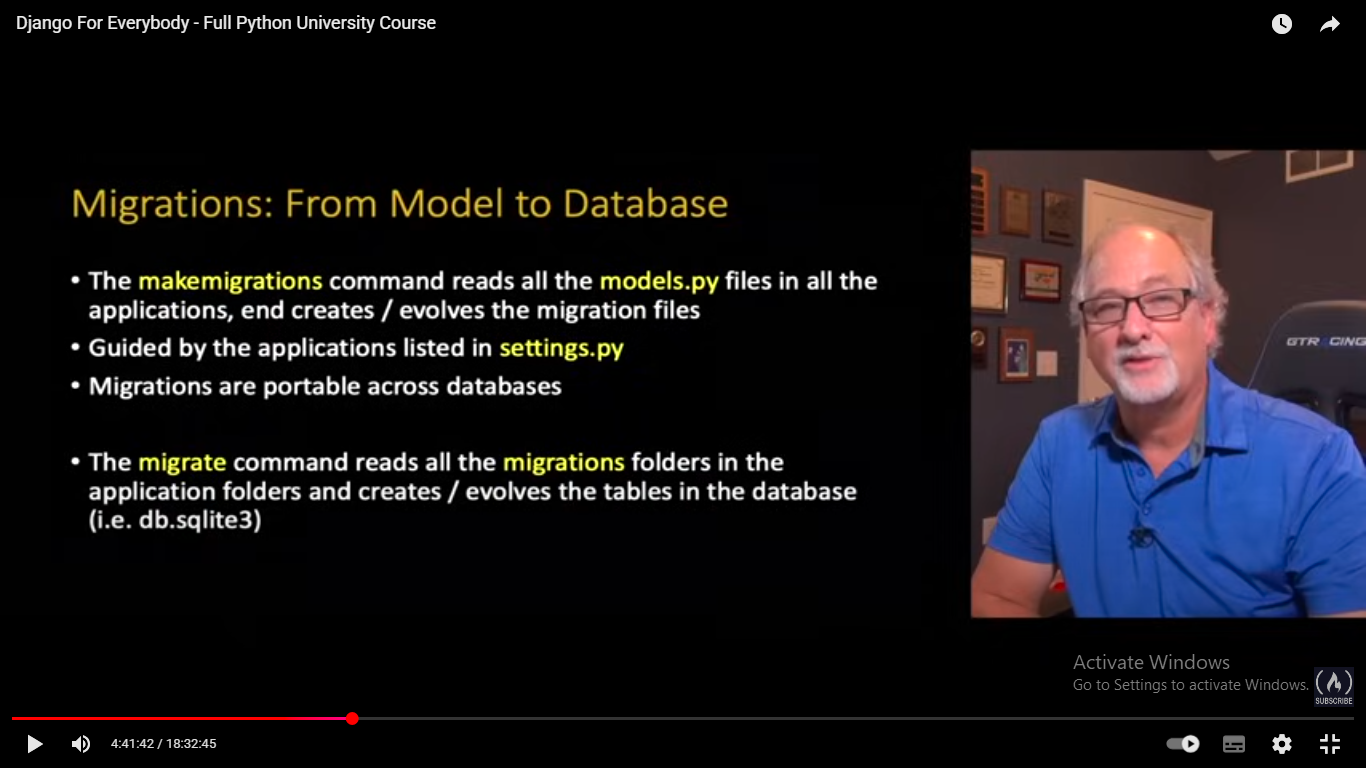 Django For Everybody - Full Python University Course
Migrations: From Model to Database
• The makemigrations command reads all the models.py files in all the
applications, end creates / evolves the migration files
• Guided by the applications listed in settings.py
• Migrations are portable across databases
• The migrate command reads all the migrations folders in the
application folders and creates / evolves the tables in the database
(i.e. db.sqlite3)
GTRACING
Activate Windows
Go to Settings to activate Windows.
SUBSCRIBE
4:41:42 / 18:32:45